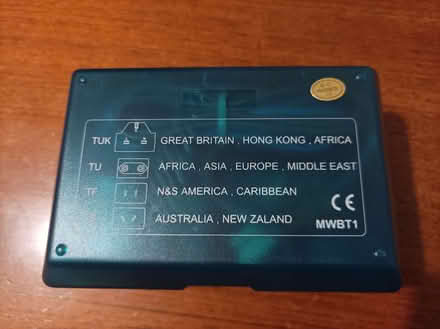 TUK GREAT BRITAIN , HONG KONG , AFRICA
TU AFRICA , ASIA , EUROPE , MIDDLE EAST
TF N&S AMERICA , CARIBBEAN
AUSTRALIA , NEW ZALAND
CE
MWBT1